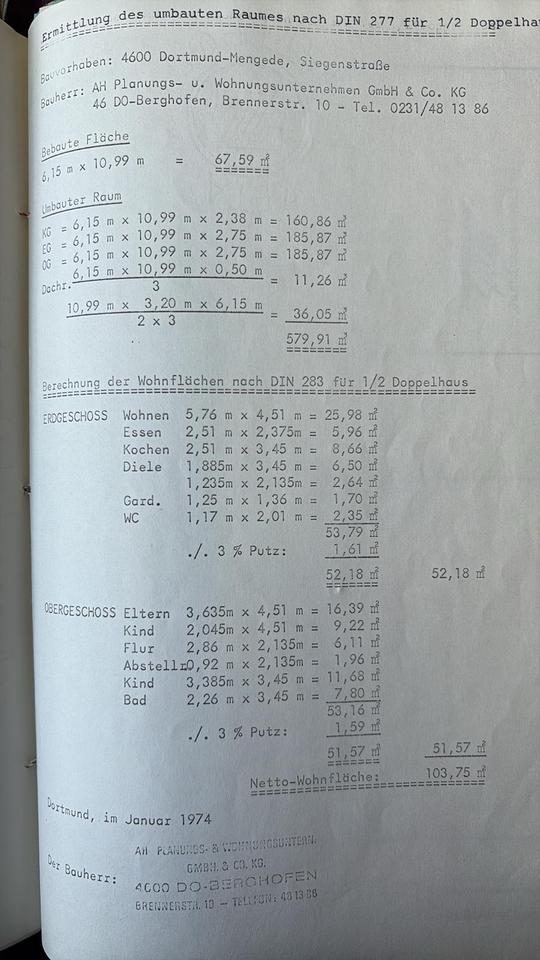 Ermittlung des umbauten Raumes nach DIN 277 für 1/2 Doppelhau
Bauvorhaben: 4600 Dortmund-Mengede, Siegenstraße
Bauherr: AH Planungs- u. Wohnungsunternehmen GmbH & Co. KG
46 DO-Berghofen, Brennerstr. 10 - Tel. 0231/48 13 86
Bebaute Fläche
6,15 m x 10,99 m = 67,59 m²
Umbauter Raum
KG = 6,15 m x 10,99 m x 2,38 m = 160,86 m³
EG = 6,15 m x 10,99 m x 2,75 m = 185,87 m³
OG = 6,15 m x 10,99 m x 2,75 m = 185,87 m³
Dachr. 6,15 m x 10,99 m x 0,50 m = 11,26 m³
3
10,99 m x 3,20 m x 6,15 m = 36,05 m³
2 x 3
579,91 m³
Berechnung der Wohnflächen nach DIN 283 für 1/2 Doppelhaus
ERDGESCHOSS Wohnen 5,76 m x 4,51 m = 25,98 m²
Essen 2,51 m x 2,375m = 5,96 m²
Kochen 2,51 m x 3,45 m = 8,66 m²
Diele 1,885m x 3,45 m = 6,50 m²
1,235m x 2,135m = 2,64 m²
Gard. 1,25 m x 1,36 m = 1,70 m²
WC 1,17 m x 2,01 m = 2,35 m²
53,79 m²
./. 3 % Putz: 1,61 m²
52,18 m² 52,18 m²
OBERGESCHOSS Eltern 3,635m x 4,51 m = 16,39 m²
Kind 2,045m x 4,51 m = 9,22 m²
Flur 2,86 m x 2,135m = 6,11 m²
Abstellr.0,92 m x 2,135m = 1,96 m²
Kind 3,385m x 3,45 m = 11,68 m²
Bad 2,26 m x 3,45 m = 7,80 m²
53,16 m²
./. 3 % Putz: 1,59 m²
51,57 m² 51,57 m²
Netto-Wohnfläche: 103,75 m²
Dortmund, im Januar 1974
Der Bauherr:
AH PLANUNGS- & WOHNUNGSUNTERN.
GMBH. & CO. KG.
4600 DO-BERGHOFEN
BRENNERSTR. 10 – TELEFON: 48 13 86